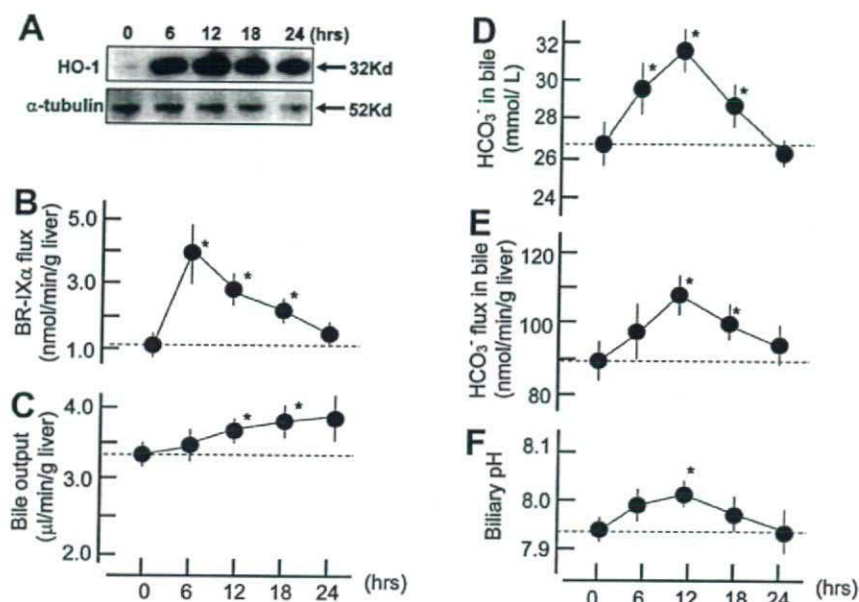 A
0 6 12 18 24 (hrs)
HO-1
32Kd
α-tubulin
52Kd
B
BR-IXα flux
(nmol/min/g liver)
5.0
3.0
1.0
*
*
*
C
Bile output
(μl/min/g liver)
4.0
3.0
2.0
*
*
0 6 12 18 24 (hrs)
D
HCO3- in bile
(mmol/ L)
32
30
28
26
24
*
*
*
E
HCO3- flux in bile
(nmol/min/g liver)
120
100
80
*
*
F
Biliary pH
8.1
8.0
7.9
*
0 6 12 18 24 (hrs)